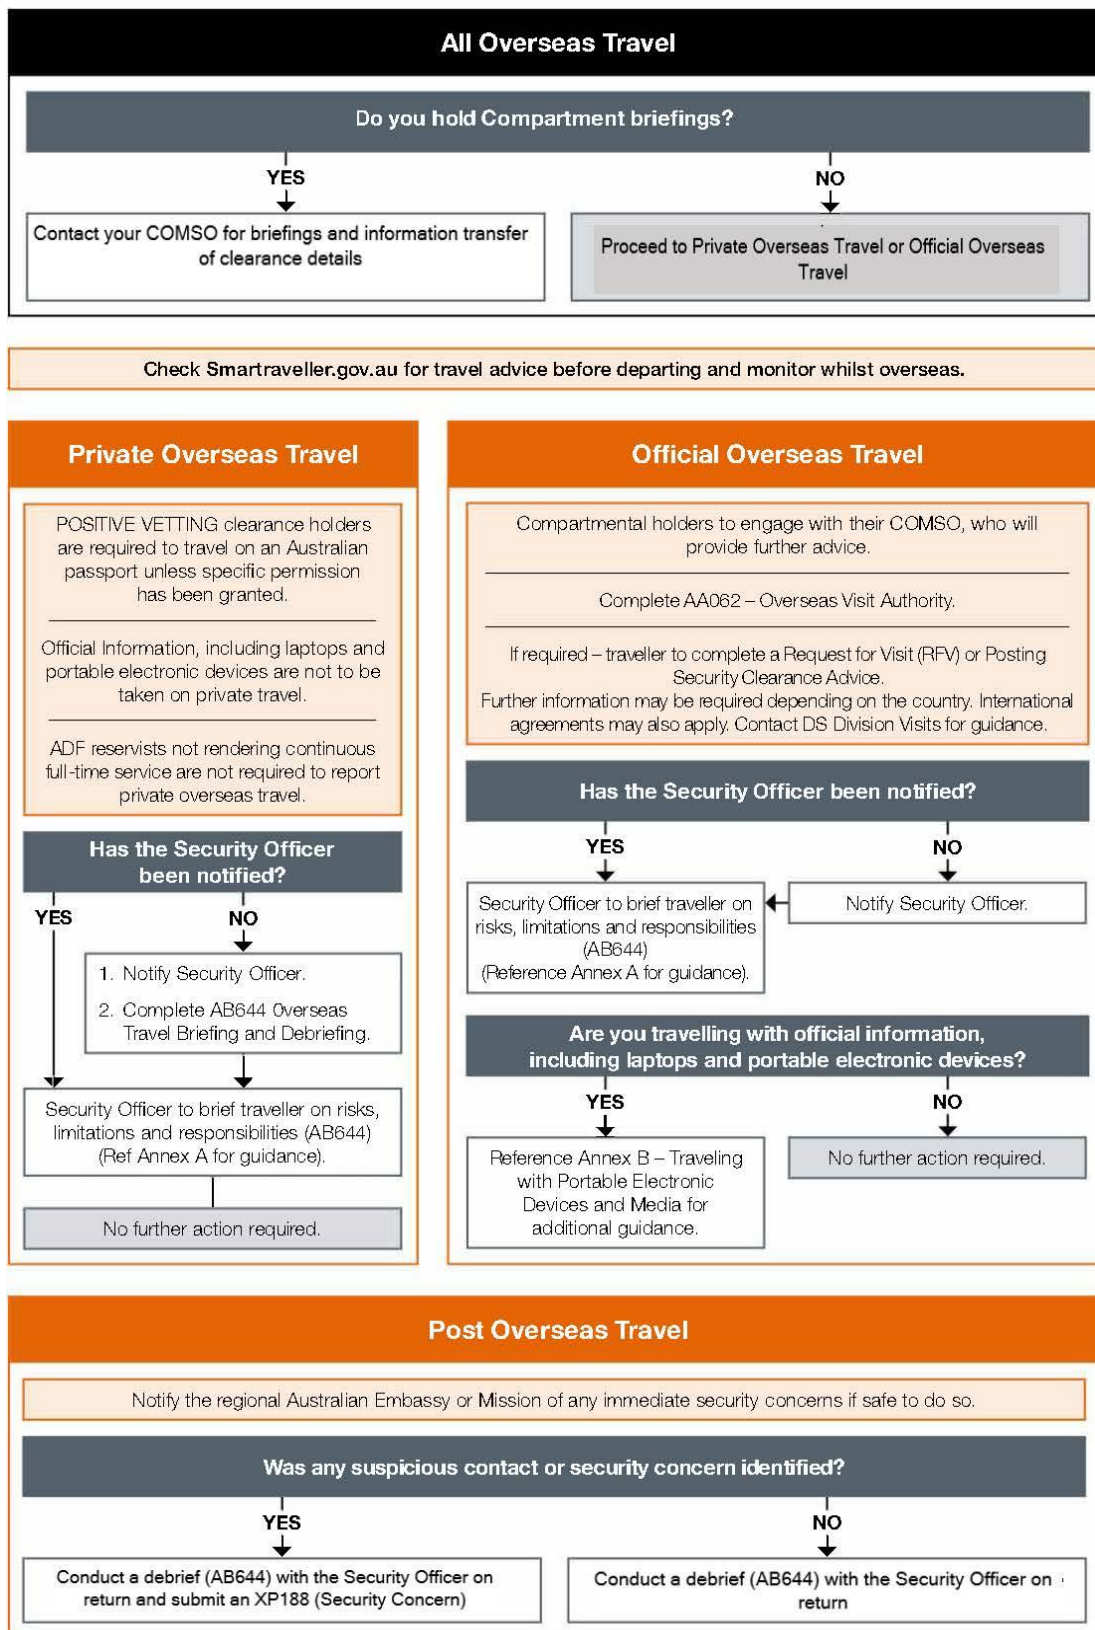 All Overseas Travel
Do you hold Compartment briefings?
YES
NO
Contact your COMSO for briefings and information transfer
of clearance details
Proceed to Private Overseas Travel or Official Overseas
Travel
Check Smartraveller.gov.au for travel advice before departing and monitor whilst overseas.
Private Overseas Travel
POSITIVE VETTING clearance holders
are required to travel on an Australian
passport unless specific permission
has been granted.
Official Information, including laptops and
portable electronic devices are not to be
taken on private travel.
ADF reservists not rendering continuous
full-time service are not required to report
private overseas travel.
Has the Security Officer
been notified?
YES
NO
1. Notify Security Officer.
2. Complete AB644 Overseas
Travel Briefing and Debriefing.
Security Officer to brief traveller on risks,
limitations and responsibilities (AB644)
(Ref Annex A for guidance).
No further action required.
Official Overseas Travel
Compartmental holders to engage with their COMSO, who will
provide further advice.
Complete AA062 – Overseas Visit Authority.
If required – traveller to complete a Request for Visit (RFV) or Posting
Security Clearance Advice.
Further information may be required depending on the country. International
agreements may also apply. Contact DS Division Visits for guidance.
Has the Security Officer been notified?
YES
NO
Security Officer to brief traveller on
risks, limitations and responsibilities
(AB644)
(Reference Annex A for guidance).
Notify Security Officer.
Are you travelling with official information,
including laptops and portable electronic devices?
YES
NO
Reference Annex B – Traveling
with Portable Electronic
Devices and Media for
additional guidance.
No further action required.
Post Overseas Travel
Notify the regional Australian Embassy or Mission of any immediate security concerns if safe to do so.
Was any suspicious contact or security concern identified?
YES
NO
Conduct a debrief (AB644) with the Security Officer on
return and submit an XP188 (Security Concern)
Conduct a debrief (AB644) with the Security Officer on
return